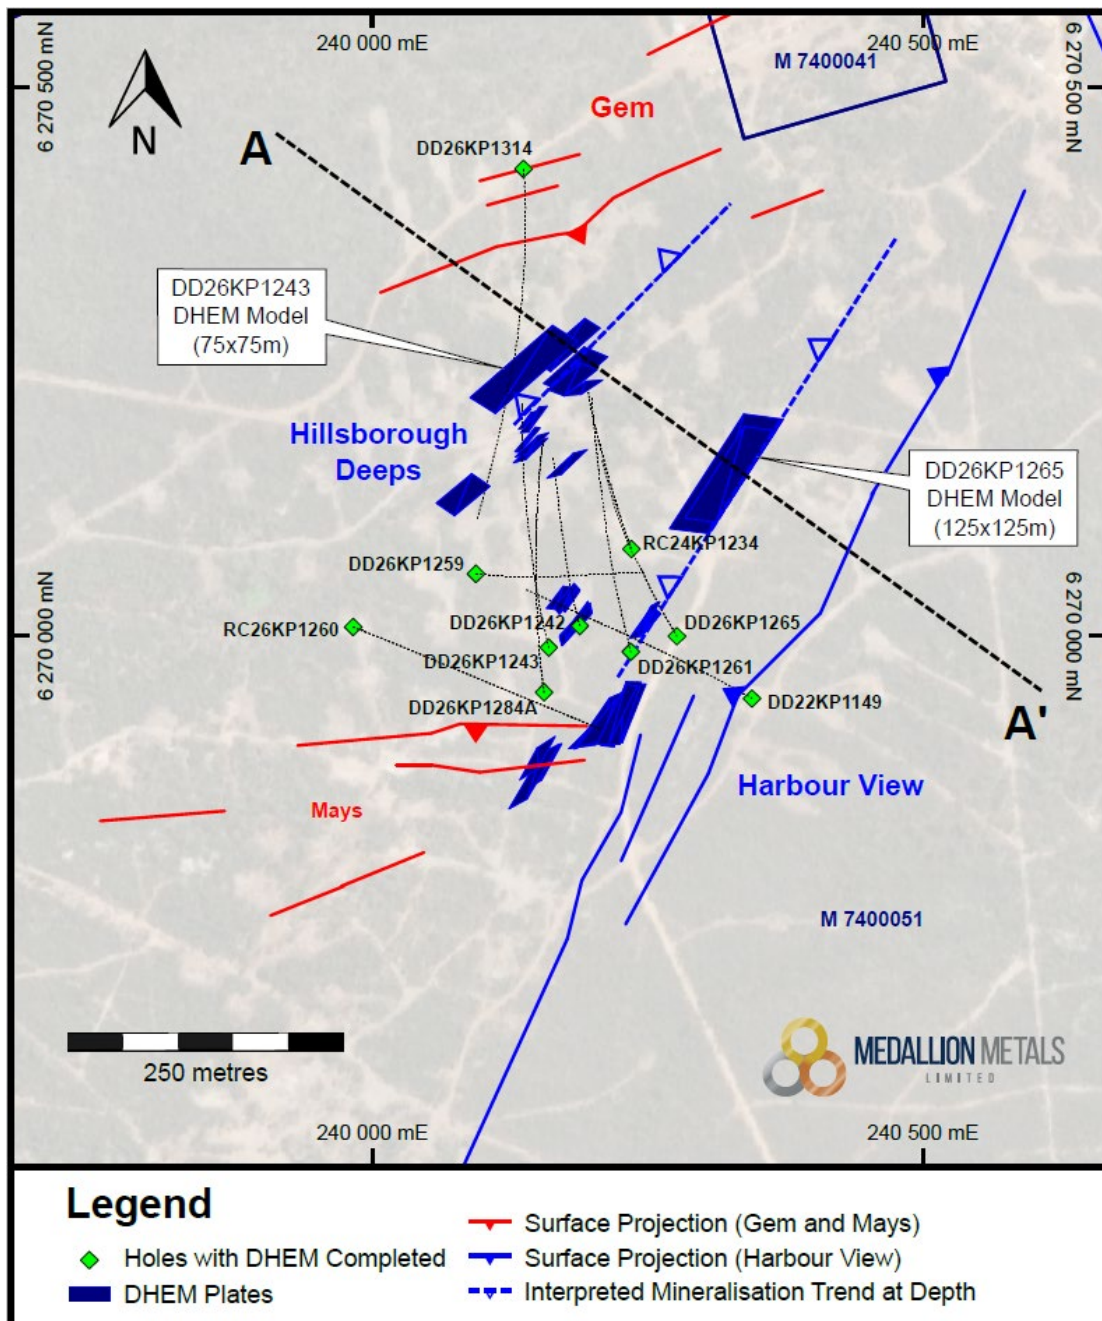 240 000 mE
240 500 mE
6 270 500 mN
6 270 500 mN
M 7400041
Gem
N
A
DD26KP1314
DD26KP1243
DHEM Model
(75x75m)
Hillsborough
Deeps
DD26KP1265
DHEM Model
(125x125m)
RC24KP1234
DD26KP1259
RC26KP1260
DD26KP1242
DD26KP1265
6 270 000 mN
6 270 000 mN
DD26KP1243
DD26KP1261
DD26KP1284A
DD22KP1149
A'
Harbour View
Mays
M 7400051
250 metres
MEDALLION METALS
LIMITED
240 000 mE
240 500 mE
Legend
Holes with DHEM Completed
DHEM Plates
Surface Projection (Gem and Mays)
Surface Projection (Harbour View)
Interpreted Mineralisation Trend at Depth